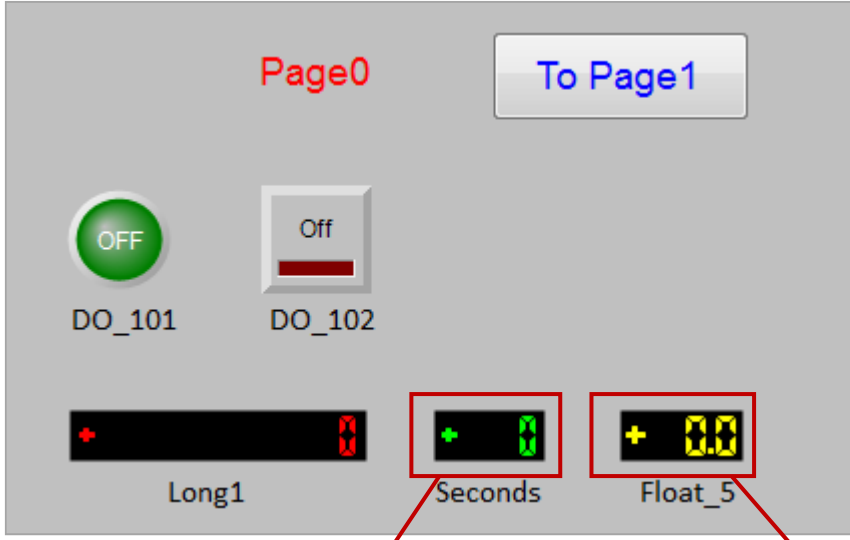 Page0 To Page1
OFF Off
DO_101 DO_102
+ 0 + 0 + 0.0
Long1 Seconds Float_5